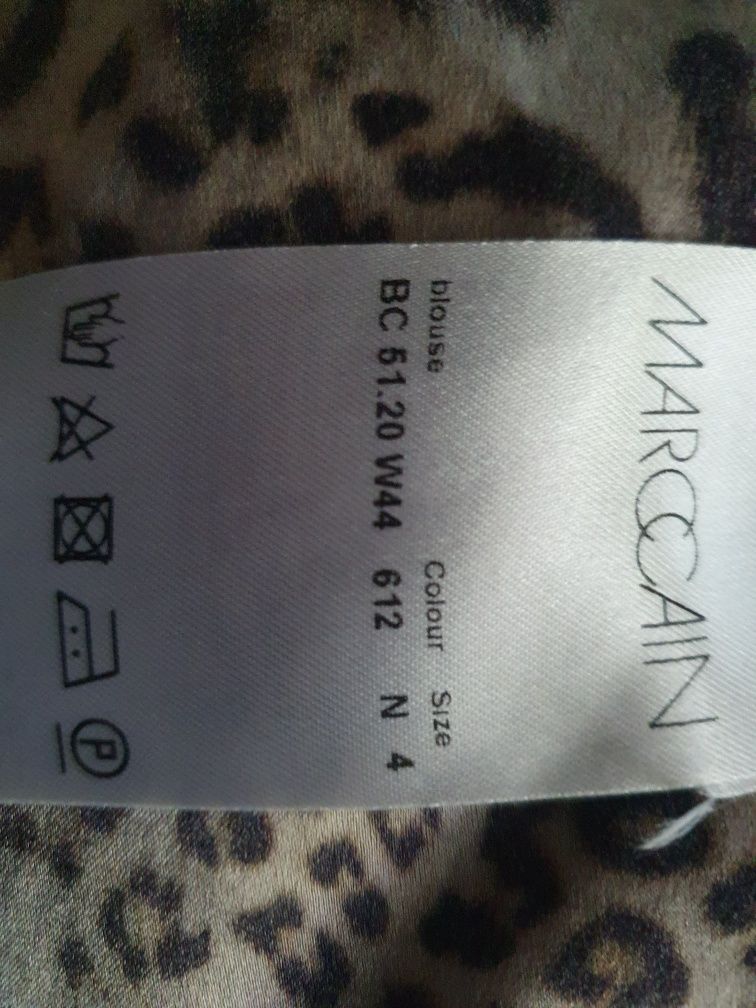 MARCCAIN
blouse Colour Size
BC 51.20 W44 612 N 4
P